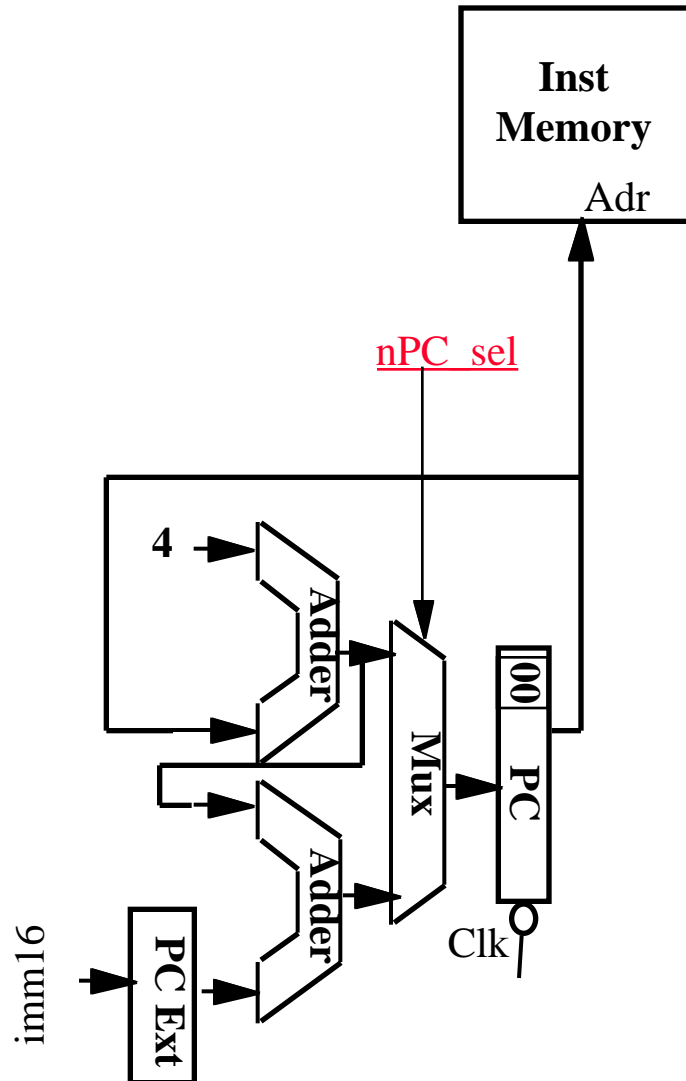 Inst
Memory
Adr
nPC_sel
4
Adder
00
Mux
PC
Adder
Clk
imm16
PC Ext